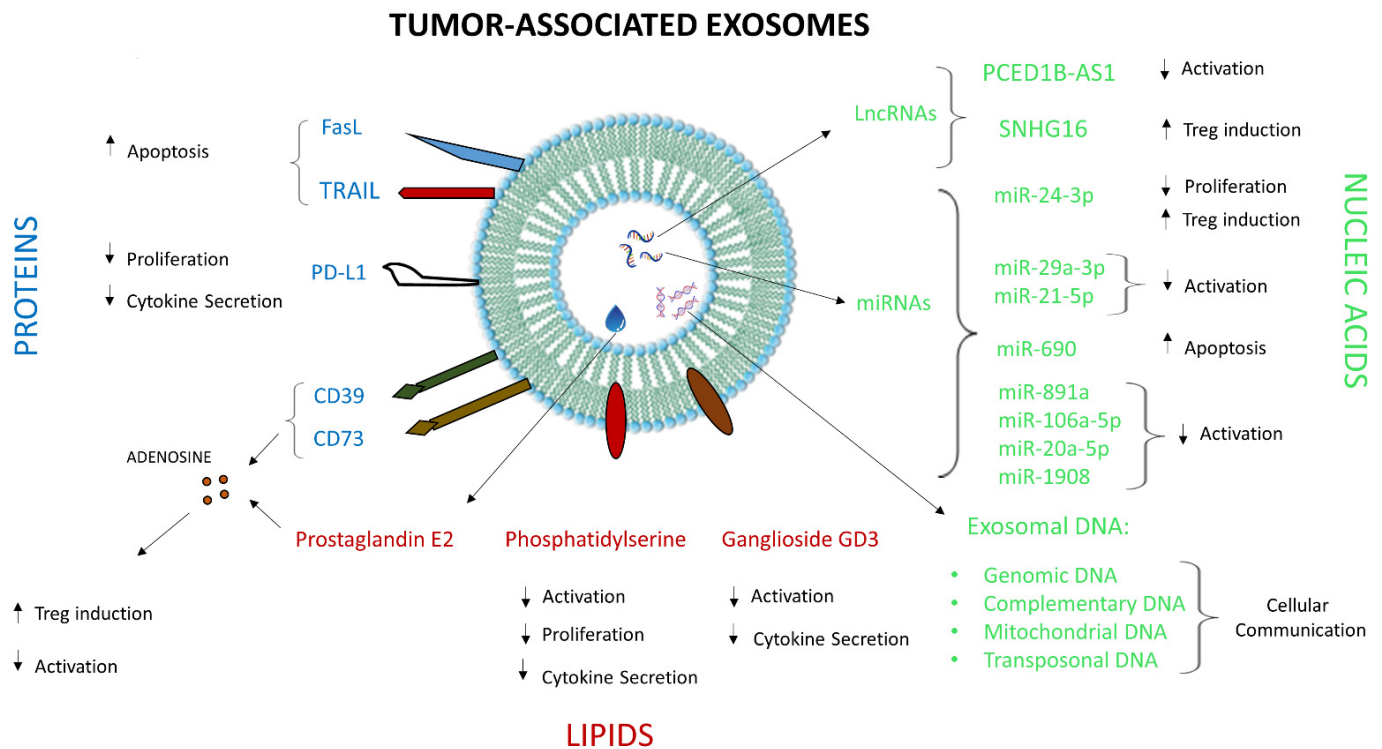 TUMOR-ASSOCIATED EXOSOMES
PROTEINS
FasL
TRAIL
Apoptosis
PD-L1
Proliferation
Cytokine Secretion
CD39
CD73
ADENOSINE
Treg induction
Activation
Prostaglandin E2
Phosphatidylserine
Activation
Proliferation
Cytokine Secretion
Ganglioside GD3
Activation
Cytokine Secretion
LIPIDS
LncRNAs
PCED1B-AS1
Activation
SNHG16
Treg induction
miRNAs
miR-24-3p
Proliferation
Treg induction
miR-29a-3p
miR-21-5p
Activation
miR-690
Apoptosis
miR-891a
miR-106a-5p
miR-20a-5p
miR-1908
Activation
Exosomal DNA:
• Genomic DNA
• Complementary DNA
• Mitochondrial DNA
• Transposonal DNA
Cellular
Communication
NUCLEIC ACIDS